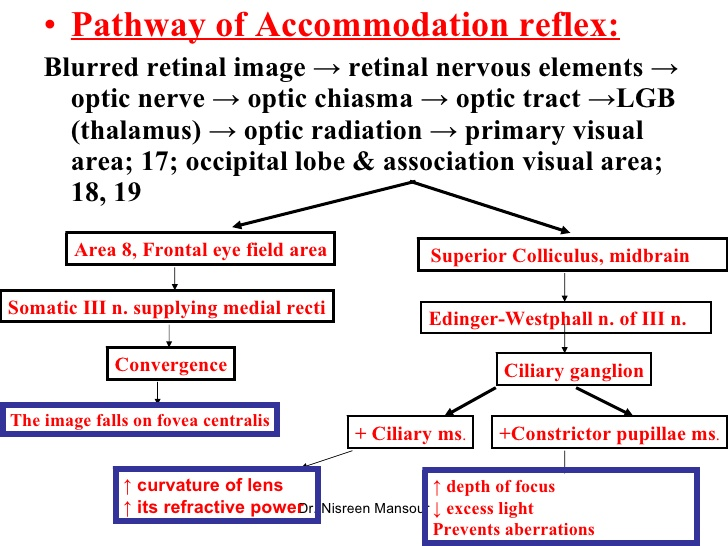 • Pathway of Accommodation reflex:
Blurred retinal image → retinal nervous elements →
optic nerve → optic chiasma → optic tract →LGB
(thalamus) → optic radiation → primary visual
area; 17; occipital lobe & association visual area;
18, 19
Area 8, Frontal eye field area
Somatic III n. supplying medial recti
Convergence
The image falls on fovea centralis
Superior Colliculus, midbrain
Edinger-Westphall n. of III n.
Ciliary ganglion
+ Ciliary ms.
+Constrictor pupillae ms.
↑ curvature of lens
↑ its refractive power
Dr. Nisreen Mansour
↑ depth of focus
↓ excess light
Prevents aberrations